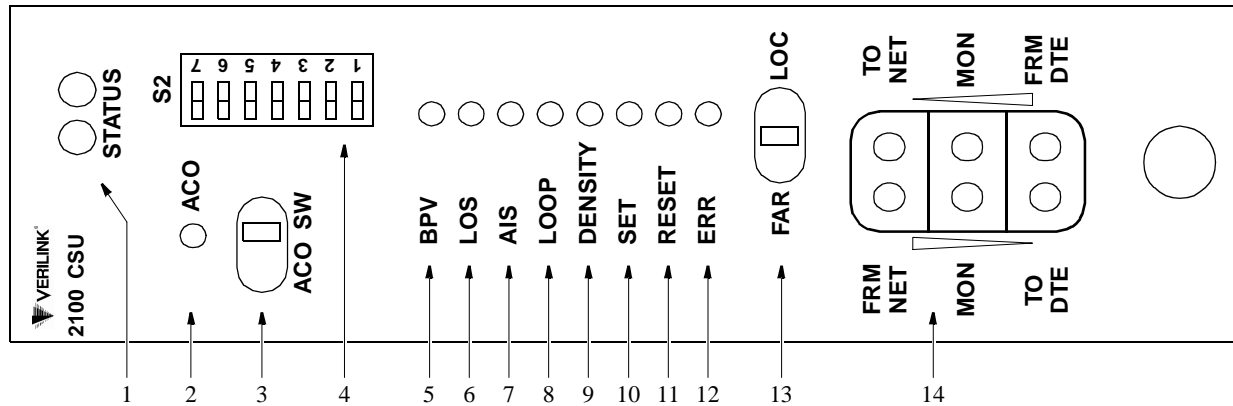 STATUS
S2
7 6 5 4 3 2 1
ACO
ACO SW
VERILINK®
2100 CSU
BPV
LOS
AIS
LOOP
DENSITY
SET
RESET
ERR
LOC
FAR
TO NET
MON
FRM DTE
FRM NET
MON
TO DTE
1 2 3 4 5 6 7 8 9 10 11 12 13 14